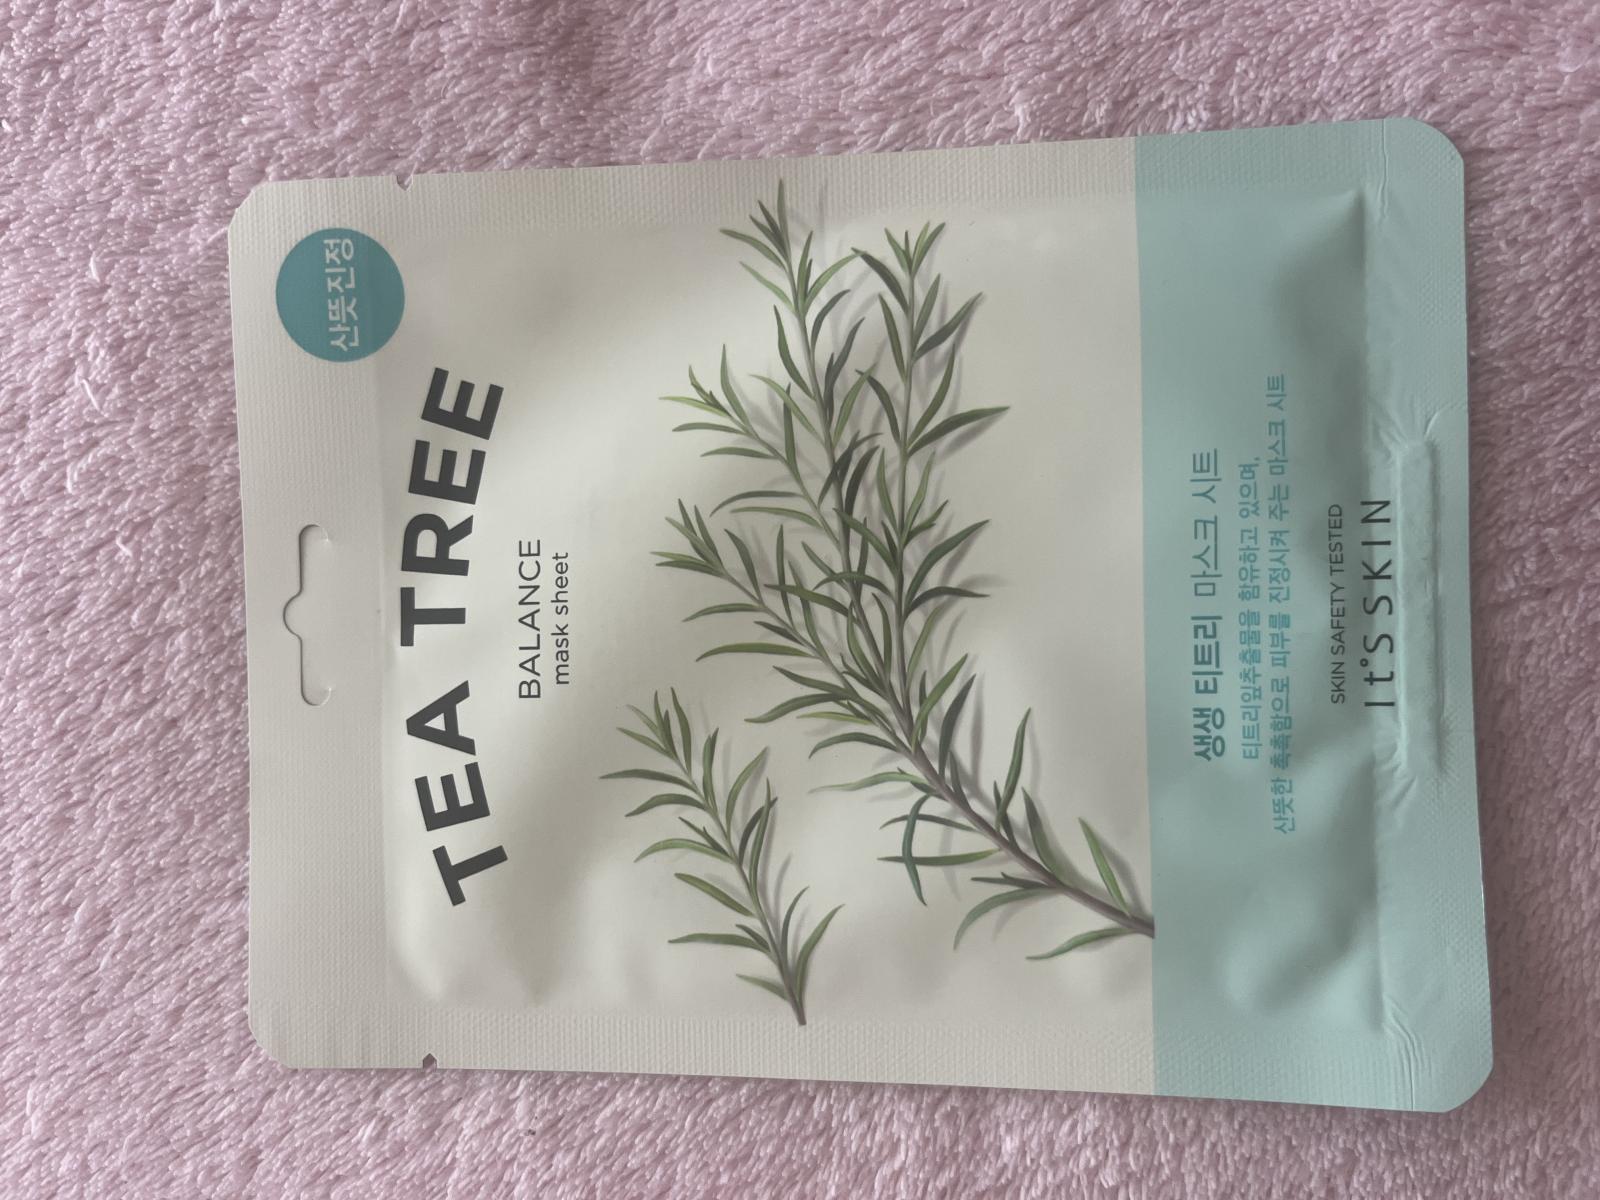 산뜻진정
TEA TREE
BALANCE
mask sheet
생생 티트리 마스크 시트
티트리잎추출물을 함유하고 있으며,
산뜻한 촉촉함으로 피부를 진정시켜 주는 마스크 시트
SKIN SAFETY TESTED
It'S SKIN